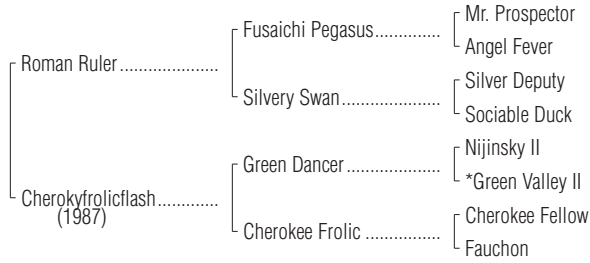 Mr. Prospector
Fusaichi Pegasus..............
Angel Fever
Roman Ruler.....................
Silver Deputy
Silvery Swan.....................
Sociable Duck
Nijinsky II
Green Dancer....................
*Green Valley II
Cherokyfrolicflash.............
(1987)
Cherokee Fellow
Cherokee Frolic ................
Fauchon